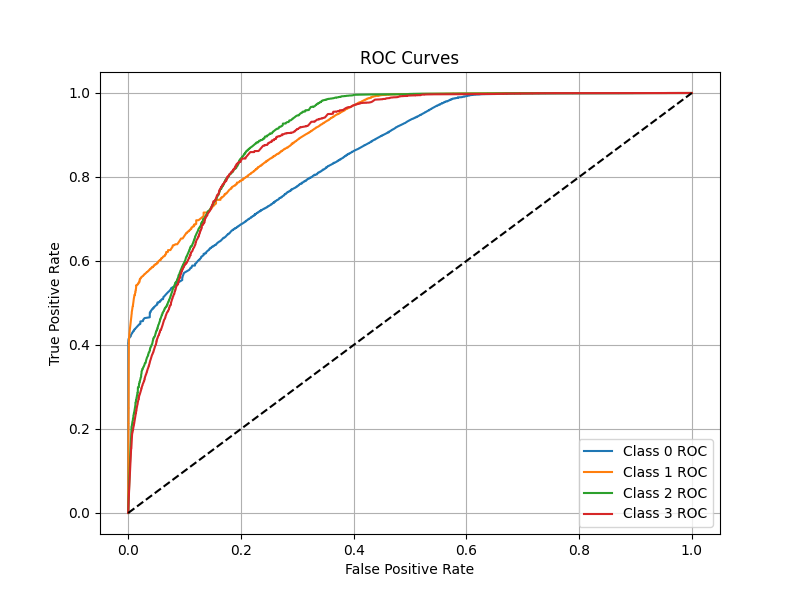 ROC Curves
1.0
0.8
0.6
0.4
0.2
0.0
True Positive Rate
0.0 0.2 0.4 0.6 0.8 1.0
False Positive Rate
Class 0 ROC
Class 1 ROC
Class 2 ROC
Class 3 ROC